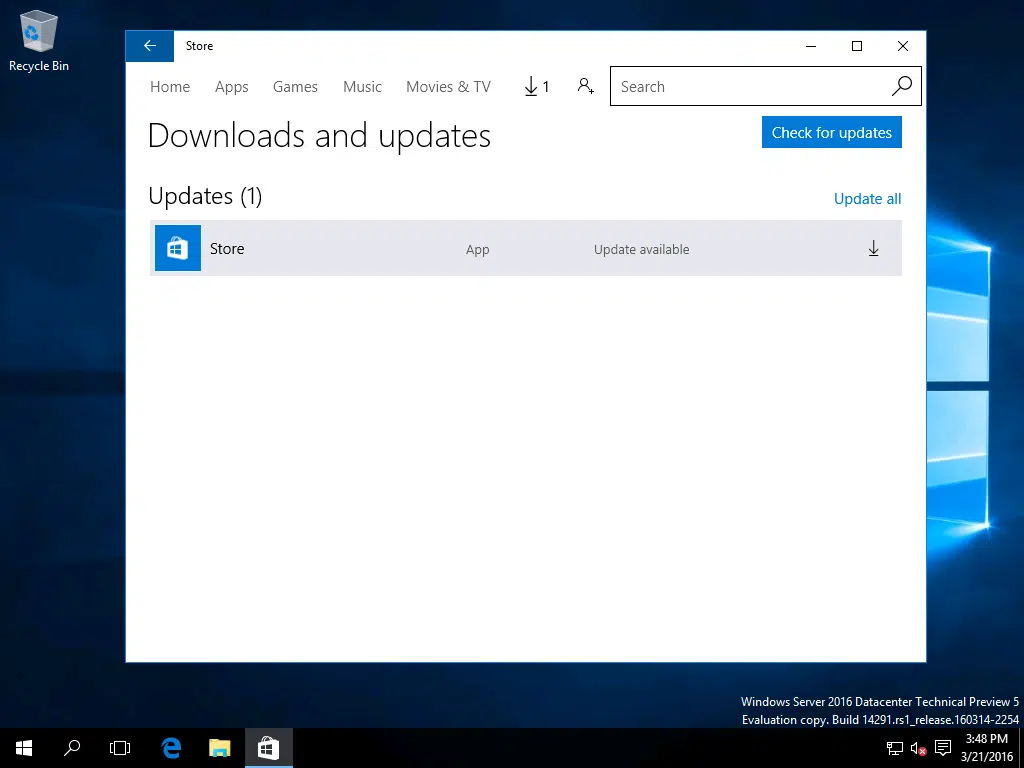 Recycle Bin
Store
Home Apps Games Music Movies & TV 1 Search
Downloads and updates Check for updates
Updates (1) Update all
Store App Update available
Windows Server 2016 Datacenter Technical Preview 5
Evaluation copy. Build 14291.rs1_release.160314-2254
3:48 PM
3/21/2016